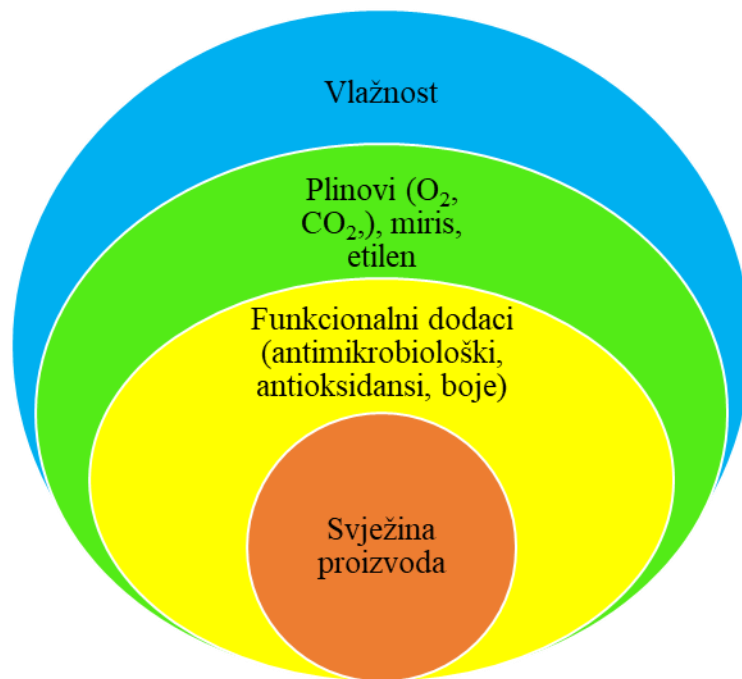 Vlažnost
Plinovi (O₂,
CO₂,), miris,
etilen
Funkcionalni dodaci
(antimikrobiološki,
antioksidansi, boje)
Svježina
proizvoda